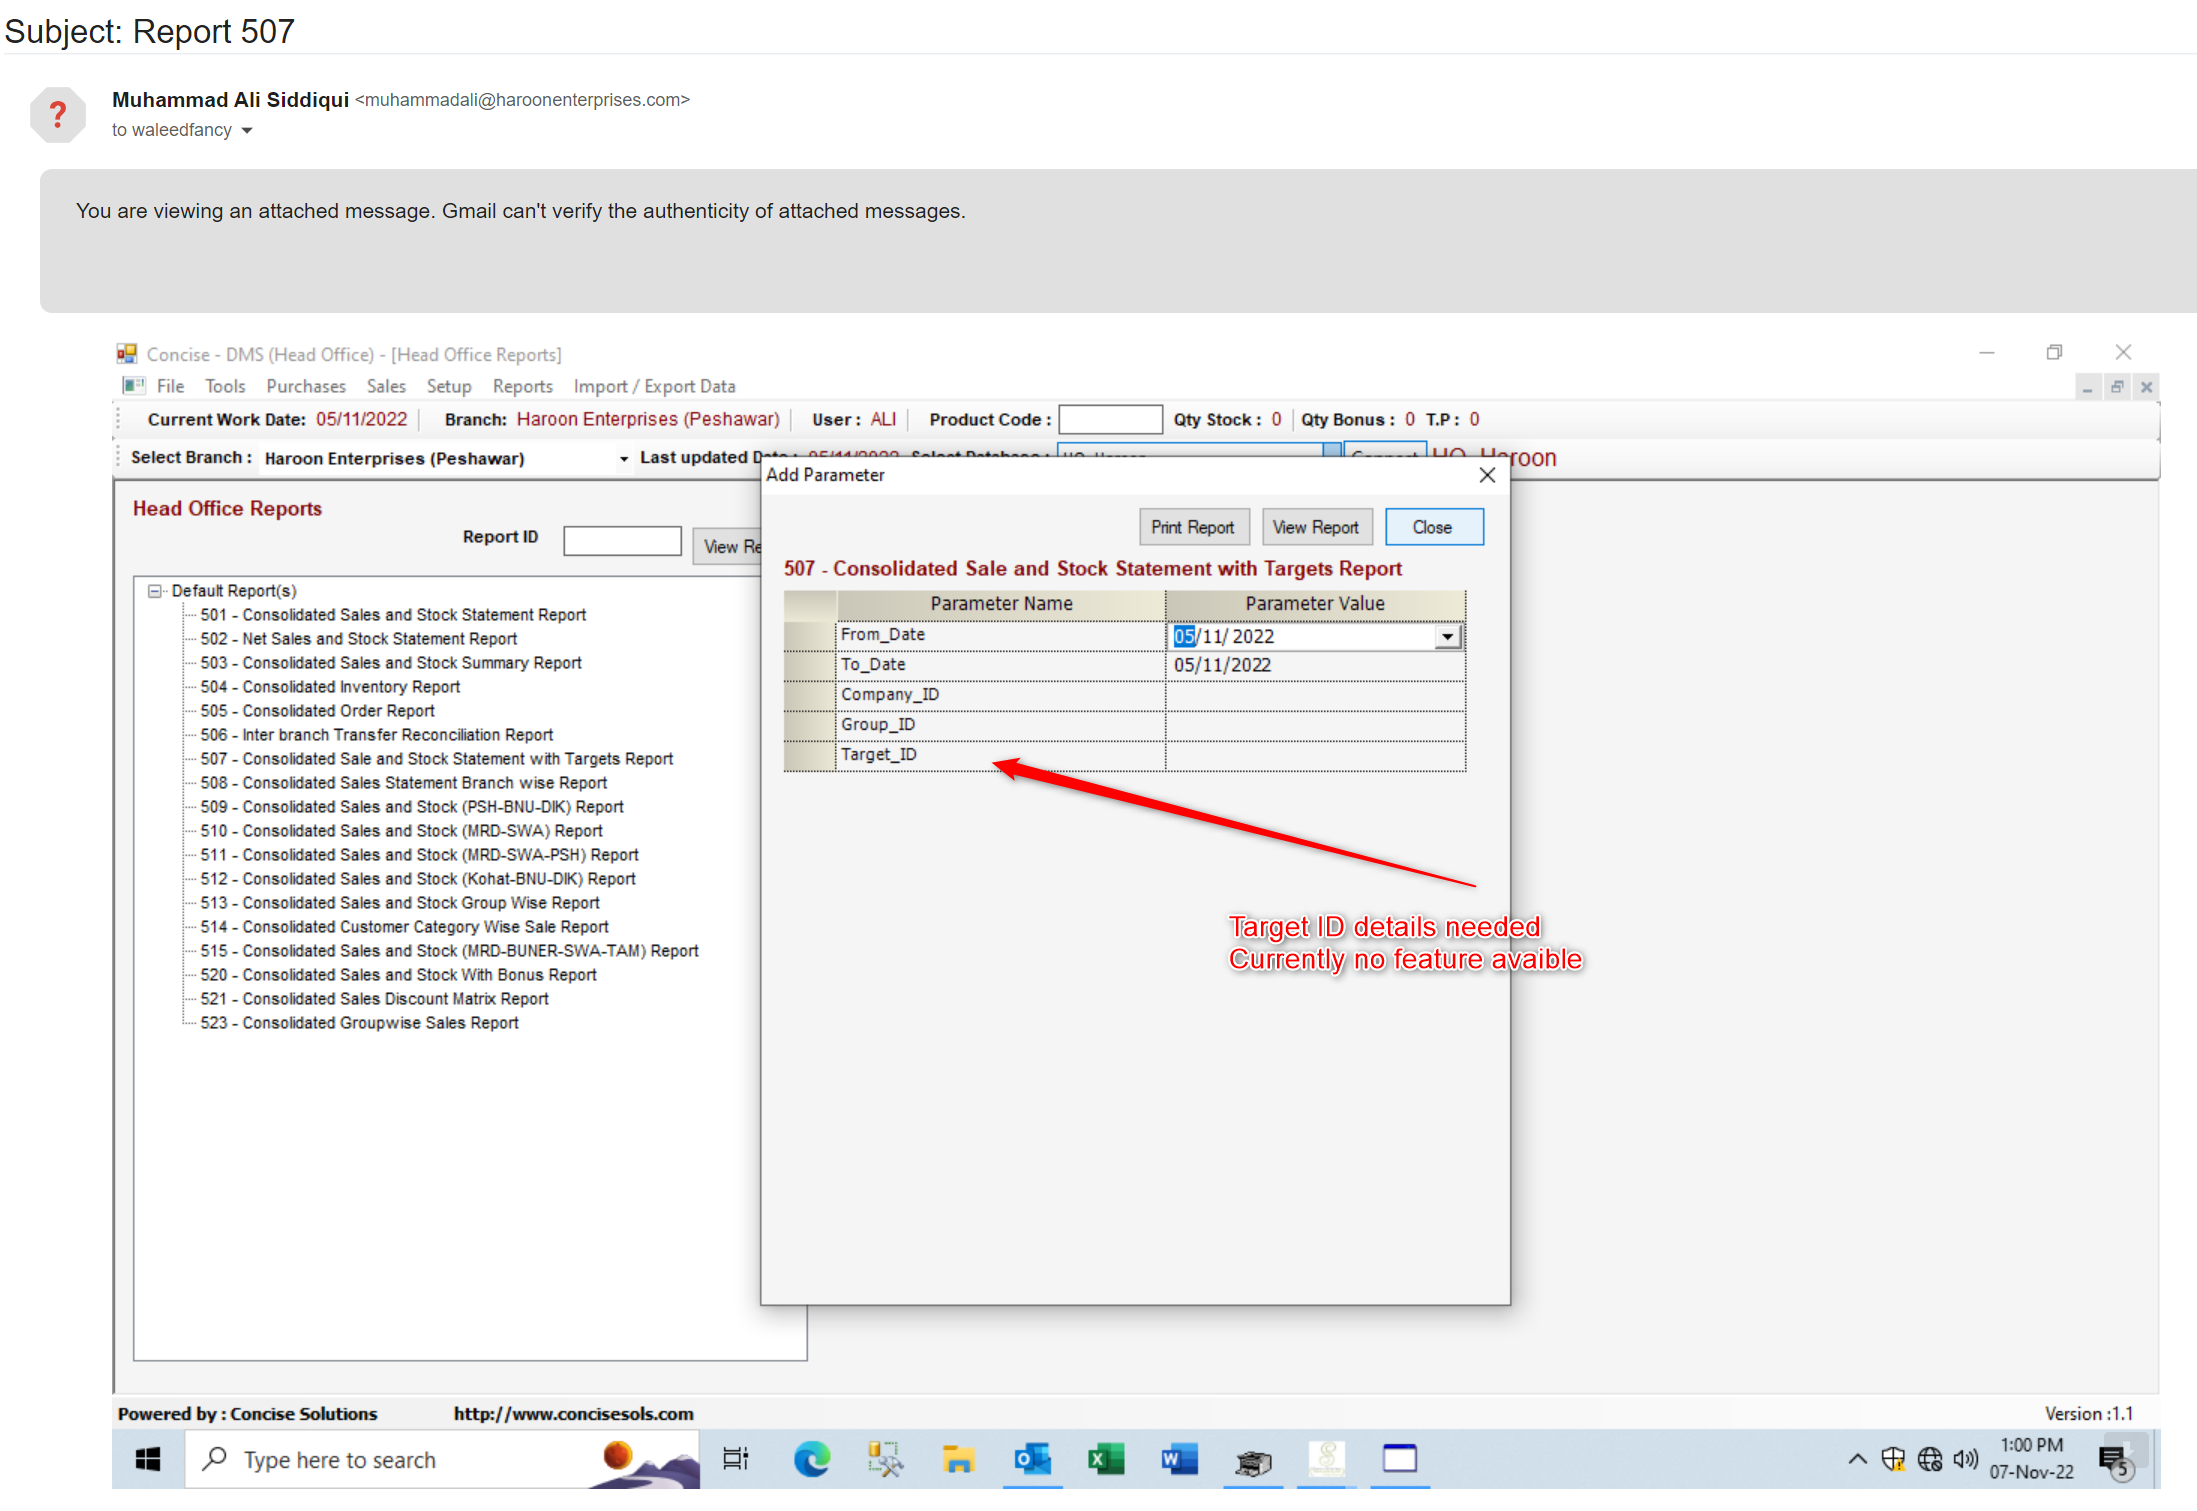 Subject: Report 507
Muhammad Ali Siddiqui <muhammadali@haroonenterprises.com>
to waleedfancy
You are viewing an attached message. Gmail can't verify the authenticity of attached messages.
Concise - DMS (Head Office) - [Head Office Reports]
File Tools Purchases Sales Setup Reports Import / Export Data
Current Work Date: 05/11/2022 Branch: Haroon Enterprises (Peshawar) User : ALI Product Code : Qty Stock : 0 Qty Bonus : 0 T.P : 0
Select Branch : Haroon Enterprises (Peshawar) Last updated Date : 05/11/2022 Select Database : HO_Haroon Connect HO_Haroon
Head Office Reports
Report ID View Re
Default Report(s)
501 - Consolidated Sales and Stock Statement Report
502 - Net Sales and Stock Statement Report
503 - Consolidated Sales and Stock Summary Report
504 - Consolidated Inventory Report
505 - Consolidated Order Report
506 - Inter branch Transfer Reconciliation Report
507 - Consolidated Sale and Stock Statement with Targets Report
508 - Consolidated Sales Statement Branch wise Report
509 - Consolidated Sales and Stock (PSH-BNU-DIK) Report
510 - Consolidated Sales and Stock (MRD-SWA) Report
511 - Consolidated Sales and Stock (MRD-SWA-PSH) Report
512 - Consolidated Sales and Stock (Kohat-BNU-DIK) Report
513 - Consolidated Sales and Stock Group Wise Report
514 - Consolidated Customer Category Wise Sale Report
515 - Consolidated Sales and Stock (MRD-BUNER-SWA-TAM) Report
520 - Consolidated Sales and Stock With Bonus Report
521 - Consolidated Sales Discount Matrix Report
523 - Consolidated Groupwise Sales Report
Add Parameter
Print Report View Report Close
507 - Consolidated Sale and Stock Statement with Targets Report
Parameter Name Parameter Value
From_Date 05/11/2022
To_Date 05/11/2022
Company_ID
Group_ID
Target_ID
Target ID details needed
Currently no feature avaible
Powered by : Concise Solutions http://www.concisesols.com Version :1.1
Type here to search
1:00 PM
07-Nov-22
5